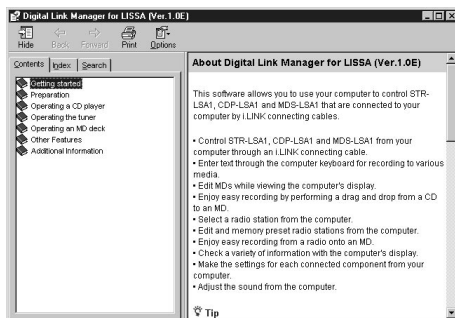 Digital Link Manager for LISSA (Ver.1.0E)
Hide Back Forward Print Options
Contents Index Search
Getting started
Preparation
Operating a CD player
Operating the tuner
Operating an MD deck
Other Features
Additional Information
About Digital Link Manager for LISSA (Ver.1.0E)
This software allows you to use your computer to control STR-
LSA1, CDP-LSA1 and MDS-LSA1 that are connected to your
computer by i.LINK connecting cables.
• Control STR-LSA1, CDP-LSA1 and MDS-LSA1 from your
computer through an i.LINK connecting cable.
• Enter text through the computer keyboard for recording to various
media.
• Edit MDs while viewing the computer's display.
• Enjoy easy recording by performing a drag and drop from a CD
to an MD.
• Select a radio station from the computer.
• Edit and memory preset radio stations from the computer.
• Enjoy easy recording from a radio onto an MD.
• Check a variety of information with the computer's display.
• Make the settings for each connected component from your
computer.
• Adjust the sound from the computer.
Tip